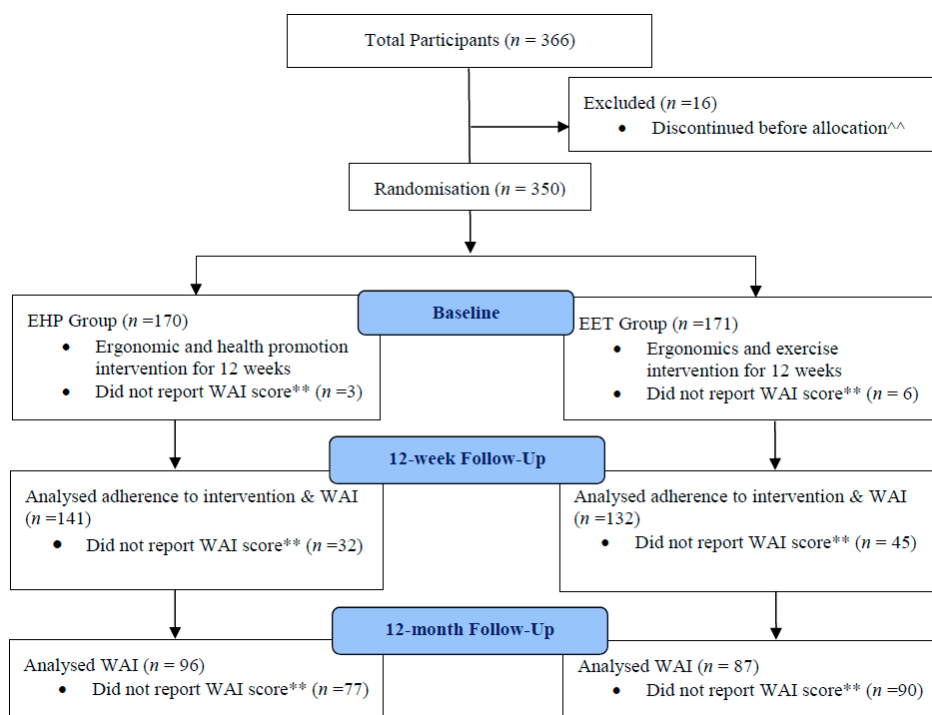 Total Participants (n = 366)
Excluded (n =16)
• Discontinued before allocation^^
Randomisation (n = 350)
Baseline
EHP Group (n =170)
• Ergonomic and health promotion
intervention for 12 weeks
• Did not report WAI score** (n =3)
EET Group (n =171)
• Ergonomics and exercise
intervention for 12 weeks
• Did not report WAI score** (n = 6)
12-week Follow-Up
Analysed adherence to intervention & WAI
(n =141)
• Did not report WAI score** (n =32)
Analysed adherence to intervention & WAI
(n =132)
• Did not report WAI score** (n = 45)
12-month Follow-Up
Analysed WAI (n = 96)
• Did not report WAI score** (n =77)
Analysed WAI (n = 87)
• Did not report WAI score** (n =90)